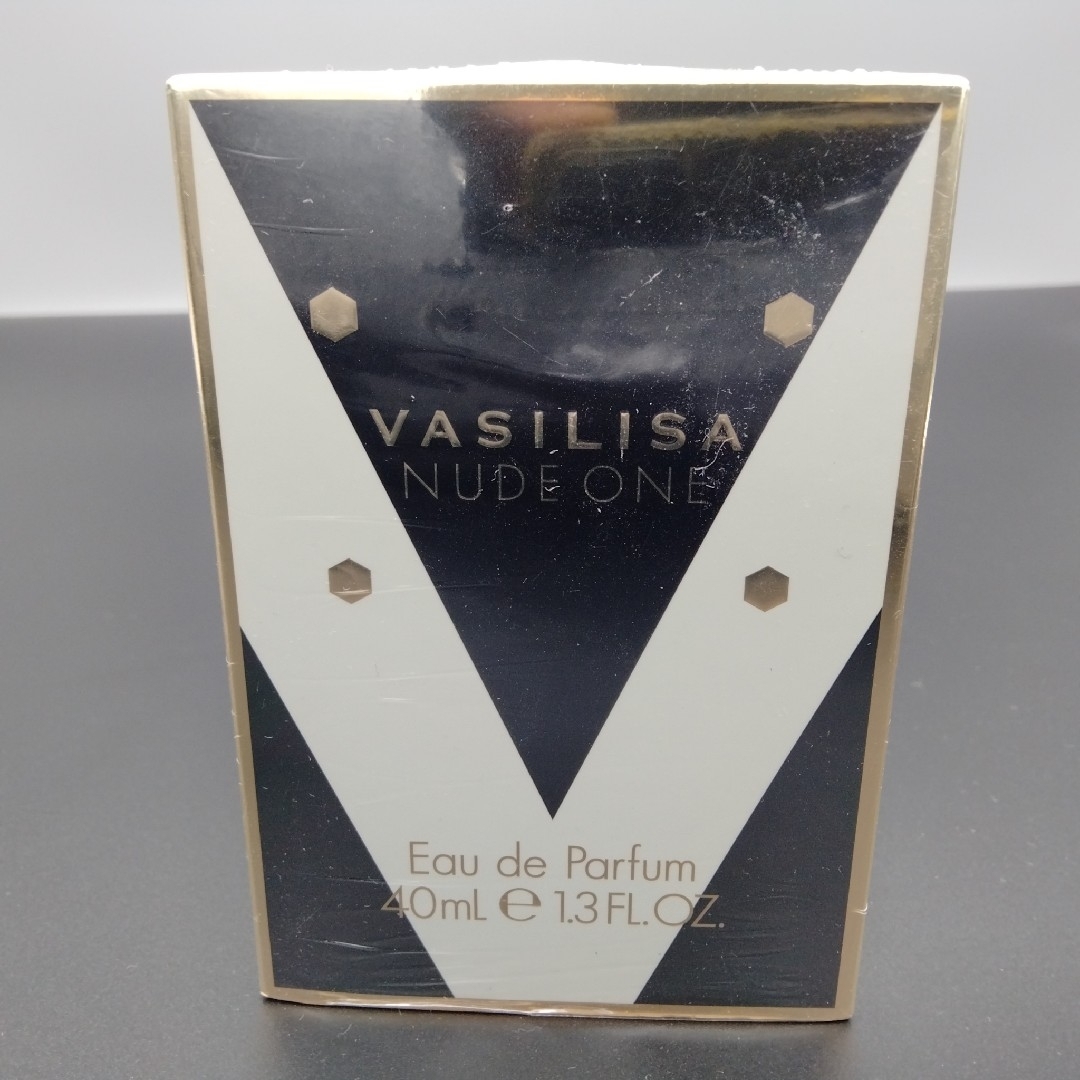 VASILISA
NUDE ONE
Eau de Parfum
40mL ℮ 1.3 FL. OZ.